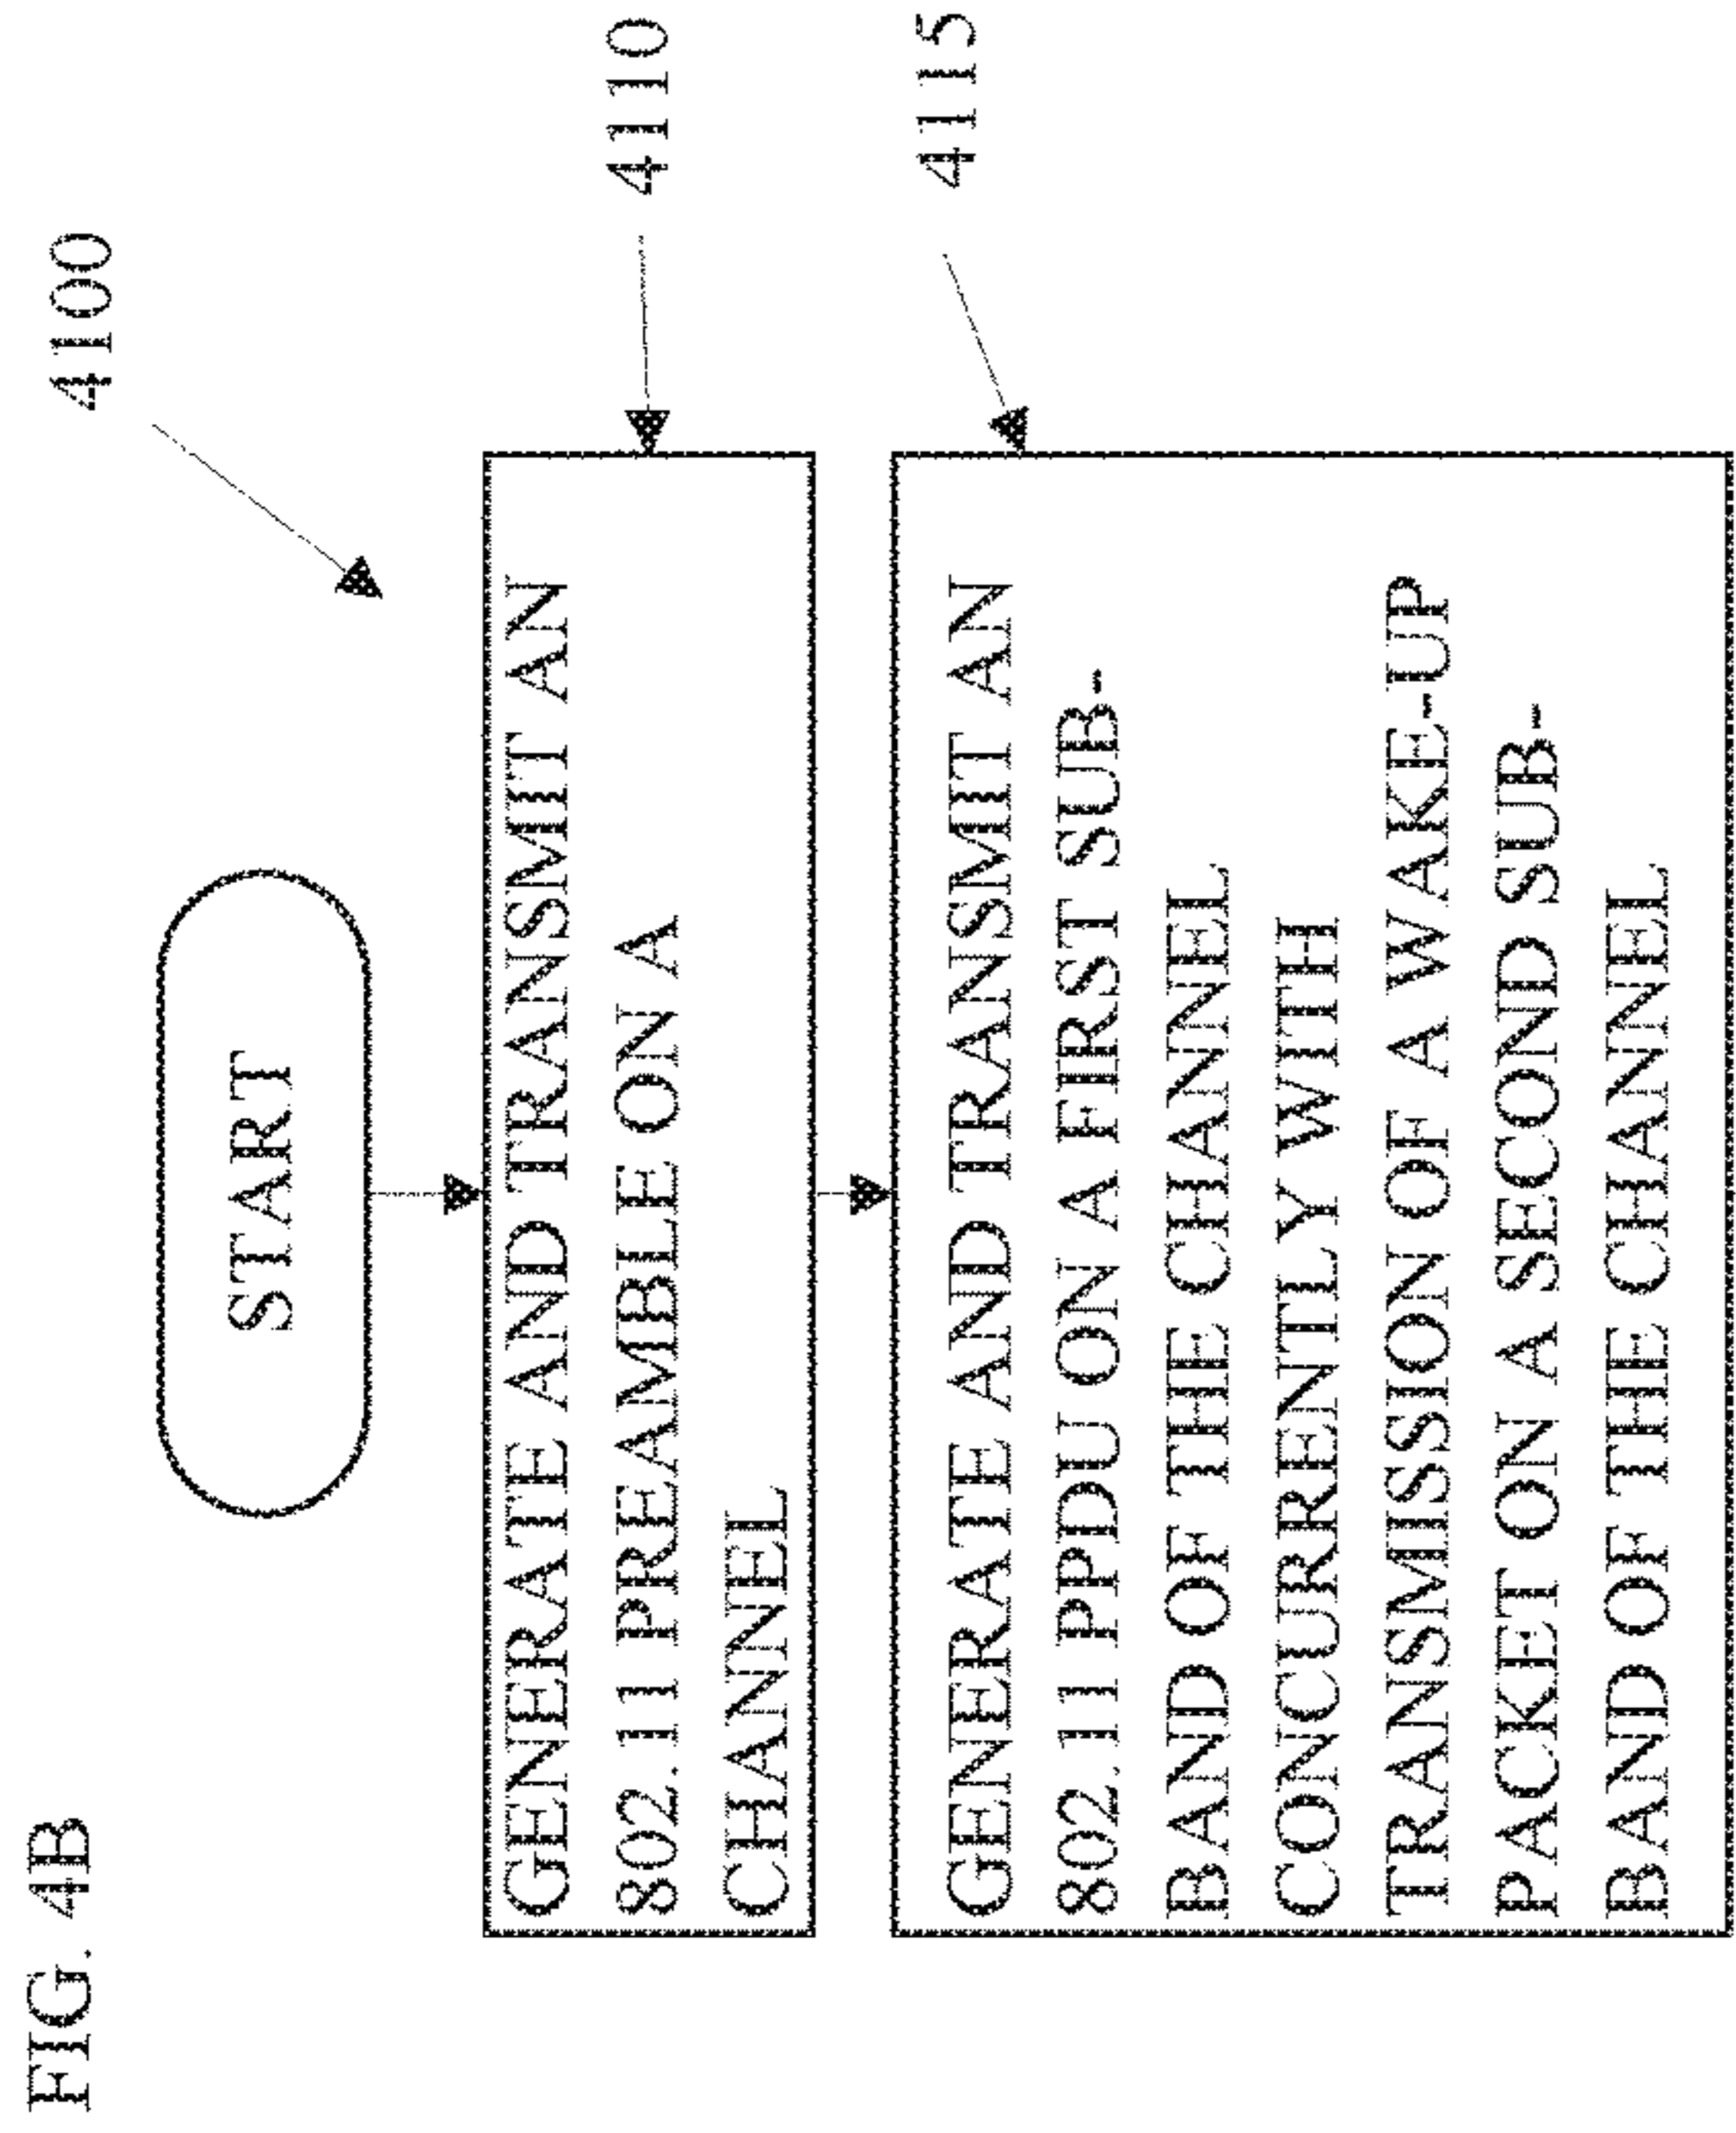 FIG. 4B
4100
START
GENERATE AND TRANSMIT AN
802.11 PREAMBLE ON A
CHANNEL
4110
GENERATE AND TRANSMIT AN
802.11 PPDU ON A FIRST SUB-
BAND OF THE CHANNEL
CONCURRENTLY WITH
TRANSMISSION OF A WAKE-UP
PACKET ON A SECOND SUB-
BAND OF THE CHANNEL
4115